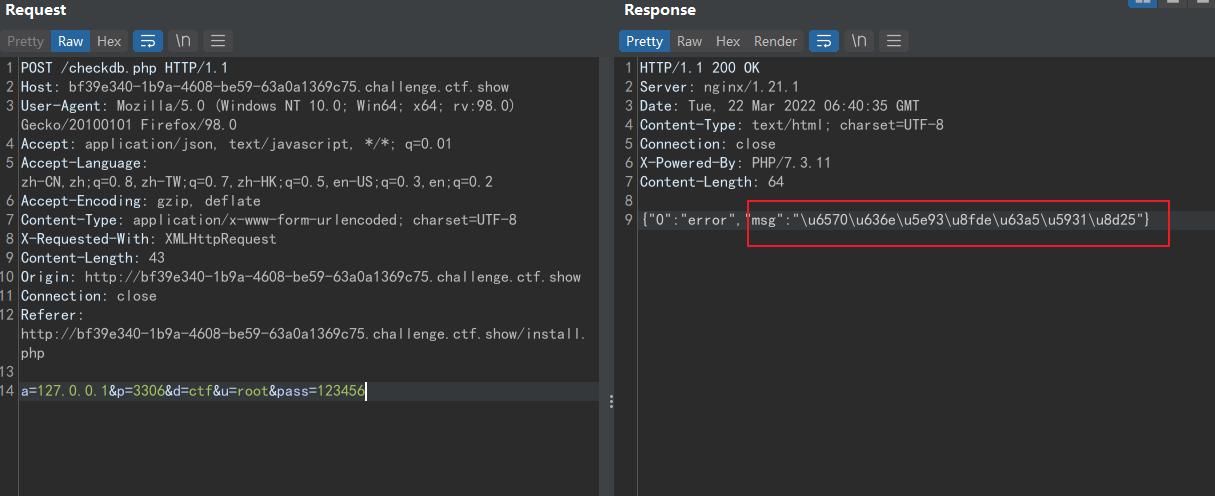 Request
Pretty Raw Hex \n
1 POST /checkdb.php HTTP/1.1
2 Host: bf39e340-1b9a-4608-be59-63a0a1369c75.challenge.ctf.show
3 User-Agent: Mozilla/5.0 (Windows NT 10.0; Win64; x64; rv:98.0)
Gecko/20100101 Firefox/98.0
4 Accept: application/json, text/javascript, */*; q=0.01
5 Accept-Language:
zh-CN,zh;q=0.8,zh-TW;q=0.7,zh-HK;q=0.5,en-US;q=0.3,en;q=0.2
6 Accept-Encoding: gzip, deflate
7 Content-Type: application/x-www-form-urlencoded; charset=UTF-8
8 X-Requested-With: XMLHttpRequest
9 Content-Length: 43
10 Origin: http://bf39e340-1b9a-4608-be59-63a0a1369c75.challenge.ctf.show
11 Connection: close
12 Referer:
http://bf39e340-1b9a-4608-be59-63a0a1369c75.challenge.ctf.show/install.
php
13
14 a=127.0.0.1&p=3306&d=ctf&u=root&pass=123456
Response
Pretty Raw Hex Render \n
1 HTTP/1.1 200 OK
2 Server: nginx/1.21.1
3 Date: Tue, 22 Mar 2022 06:40:35 GMT
4 Content-Type: text/html; charset=UTF-8
5 Connection: close
6 X-Powered-By: PHP/7.3.11
7 Content-Length: 64
8
9 {"0":"error","msg":"\u6570\u636e\u5e93\u8fde\u63a5\u5931\u8d25"}